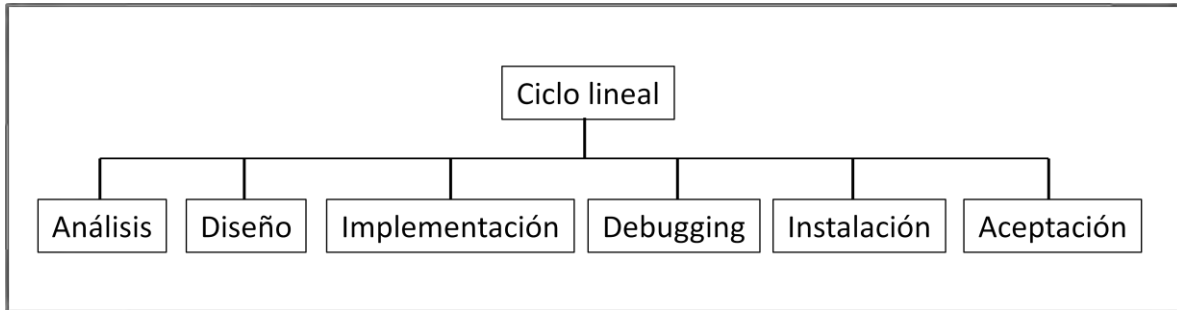 Ciclo lineal
Análisis
Diseño
Implementación
Debugging
Instalación
Aceptación